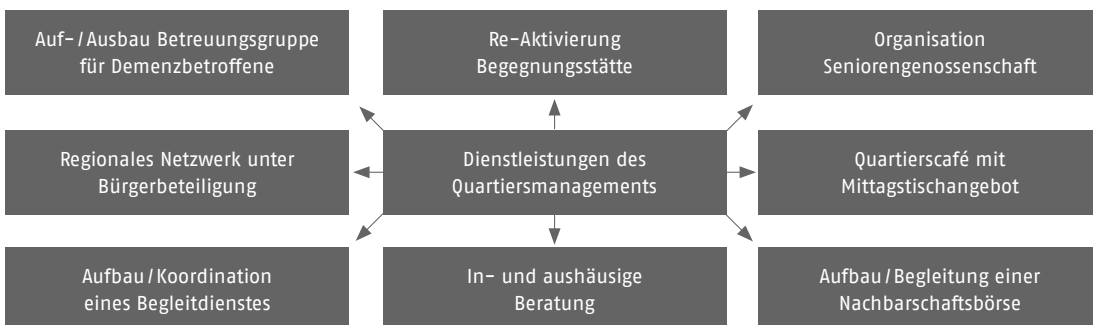 Auf-/Ausbau Betreuungsgruppe
für Demenzbetroffene
Re-Aktivierung
Begegnungsstätte
Organisation
Seniorengenossenschaft
Regionales Netzwerk unter
Bürgerbeteiligung
Dienstleistungen des
Quartiersmanagements
Quartierscafé mit
Mittagstischangebot
Aufbau/Koordination
eines Begleitdienstes
In- und aushäusige
Beratung
Aufbau/Begleitung einer
Nachbarschaftsbörse